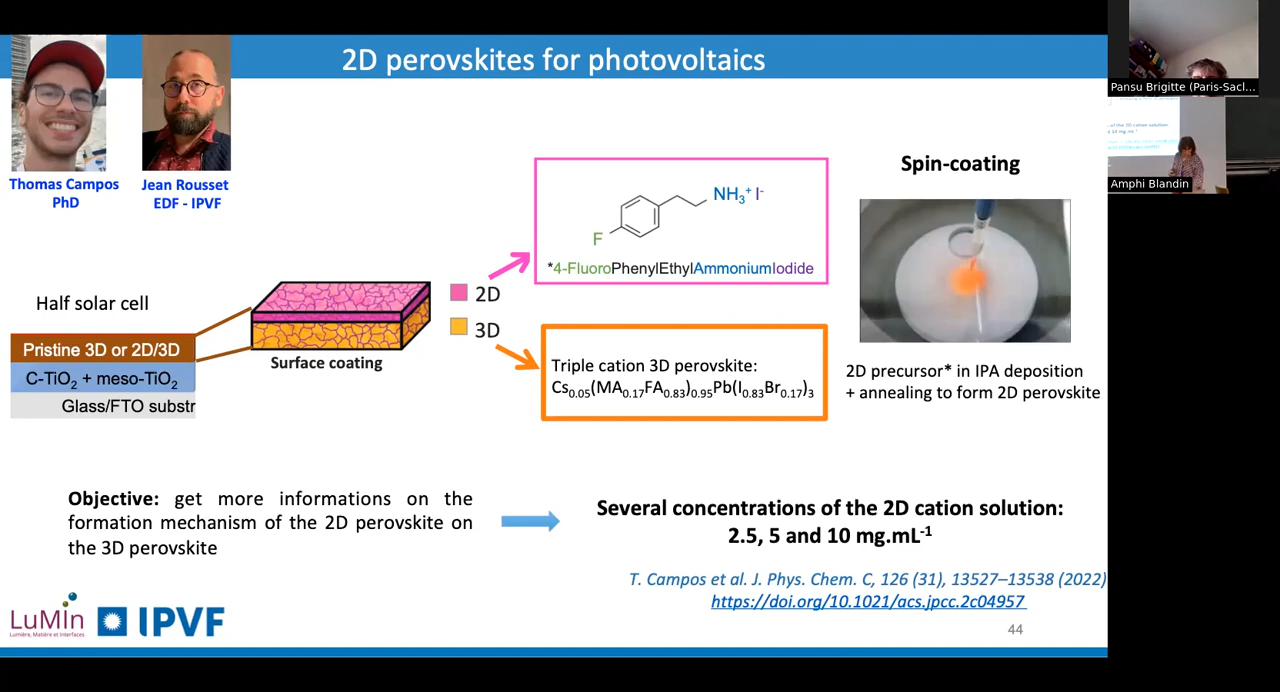 2D perovskites for photovoltaics
Thomas Campos
PhD
Jean Rousset
EDF - IPVF
NH3+ I-
F
*4-FluoroPhenylEthylAmmoniumIodide
Spin-coating
Half solar cell
Pristine 3D or 2D/3D
C-TiO2 + meso-TiO2
Glass/FTO substr
2D
3D
Surface coating
Triple cation 3D perovskite:
Cs0.05(MA0.17FA0.83)0.95Pb(I0.83Br0.17)3
2D precursor* in IPA deposition
+ annealing to form 2D perovskite
Objective: get more informations on the
formation mechanism of the 2D perovskite on
the 3D perovskite
Several concentrations of the 2D cation solution:
2.5, 5 and 10 mg.mL-1
T. Campos et al. J. Phys. Chem. C, 126 (31), 13527–13538 (2022)
https://doi.org/10.1021/acs.jpcc.2c04957
LuMIn
Lumière, Matière et Interfaces
IPVF
44
Pansu Brigitte (Paris-Sacl...
of the 2D cation solution:
Amphi Blandin